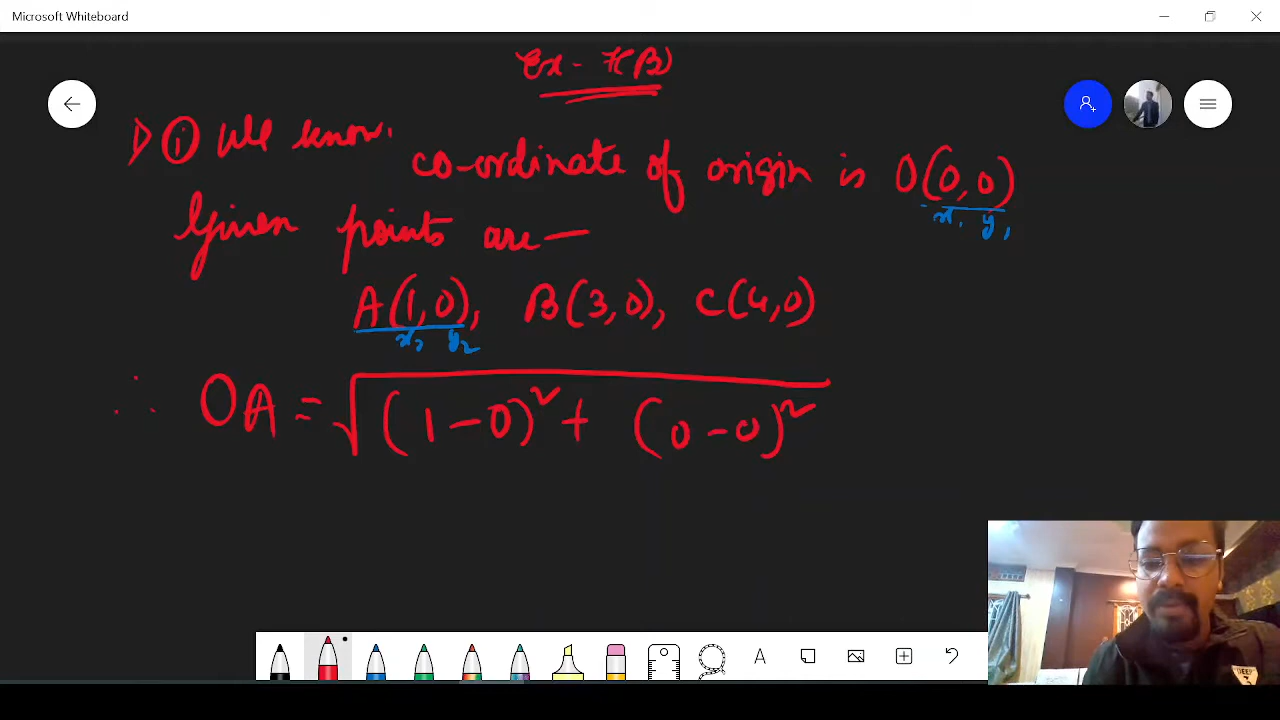 Microsoft Whiteboard
Ex - 7(B)
1) (i) We know.
co-ordinate of origin is O(0,0)
x₁ y₁
Given points are —
A(1,0), B(3,0), C(4,0)
x₂ y₂
∴ OA = √((1-0)² + (0-0)²)
A